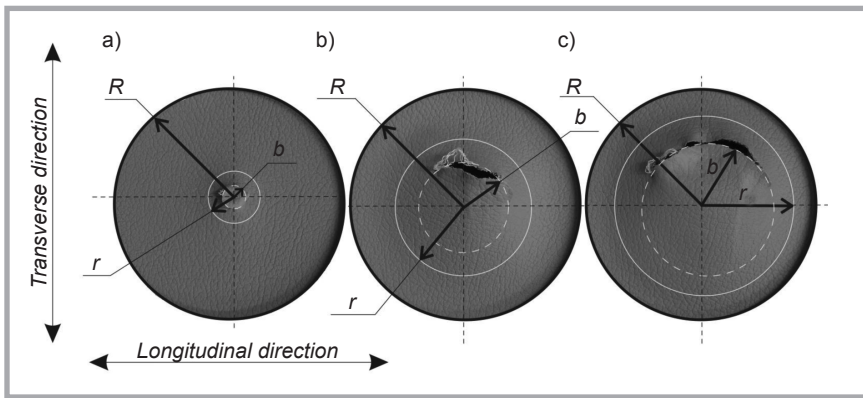 a)
b)
c)
R
b
r
R
b
r
R
b
r
Transverse direction
Longitudinal direction